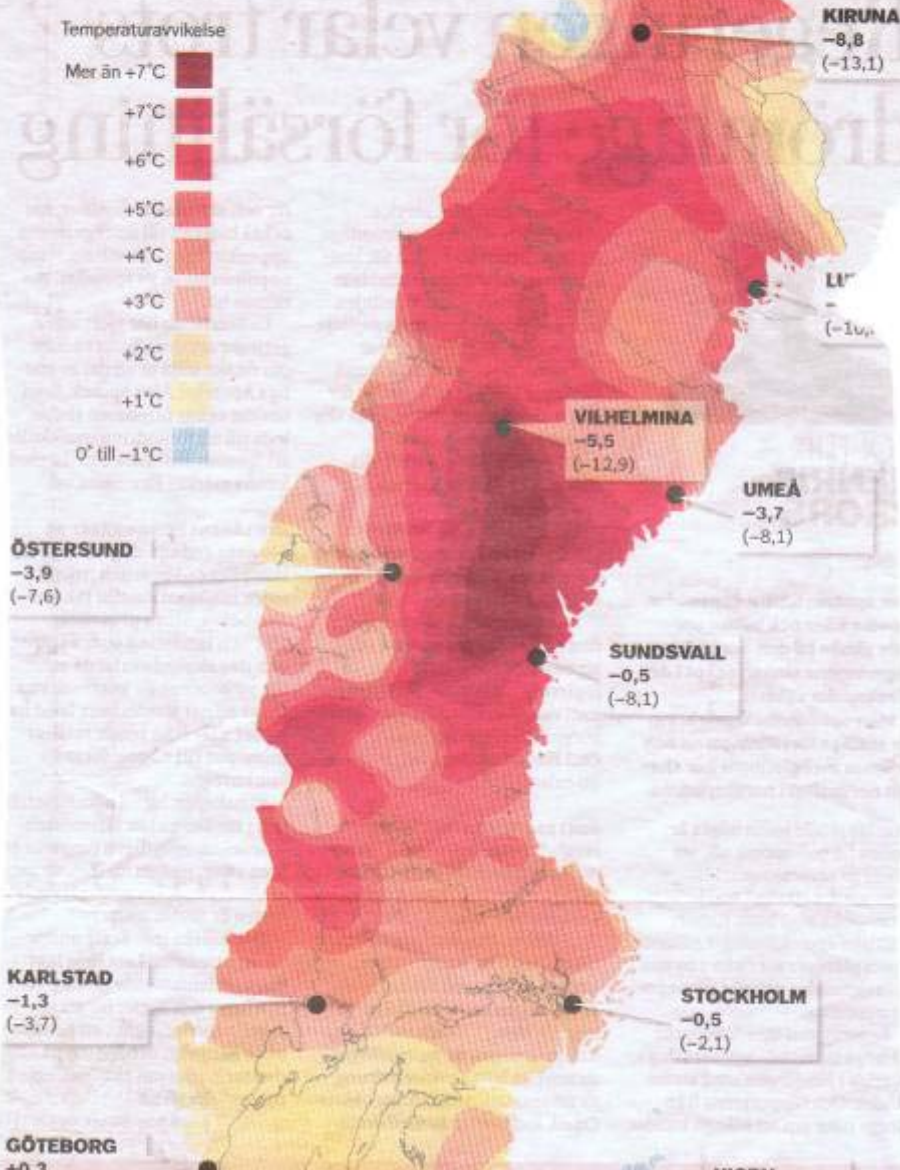 Temperaturavvikelse
Mer än +7°C
+7°C
+6°C
+5°C
+4°C
+3°C
+2°C
+1°C
0° till –1°C
KIRUNA
–8,8
(–13,1)
VILHELMINA
–5,5
(–12,9)
UMEÅ
–3,7
(–8,1)
ÖSTERSUND
–3,9
(–7,6)
SUNDSVALL
–0,5
(–8,1)
KARLSTAD
–1,3
(–3,7)
STOCKHOLM
–0,5
(–2,1)
GÖTEBORG